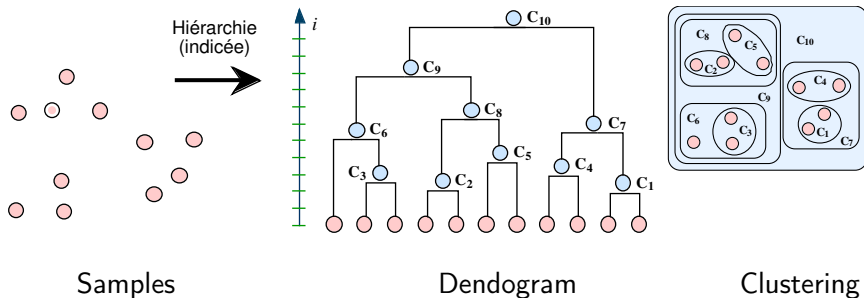 Hiérarchie
(indicée)
i
C10
C9
C8
C7
C6
C5
C3
C2
C4
C1
C8
C5
C10
C2
C4
C9
C6
C3
C1
C7
Samples
Dendogram
Clustering